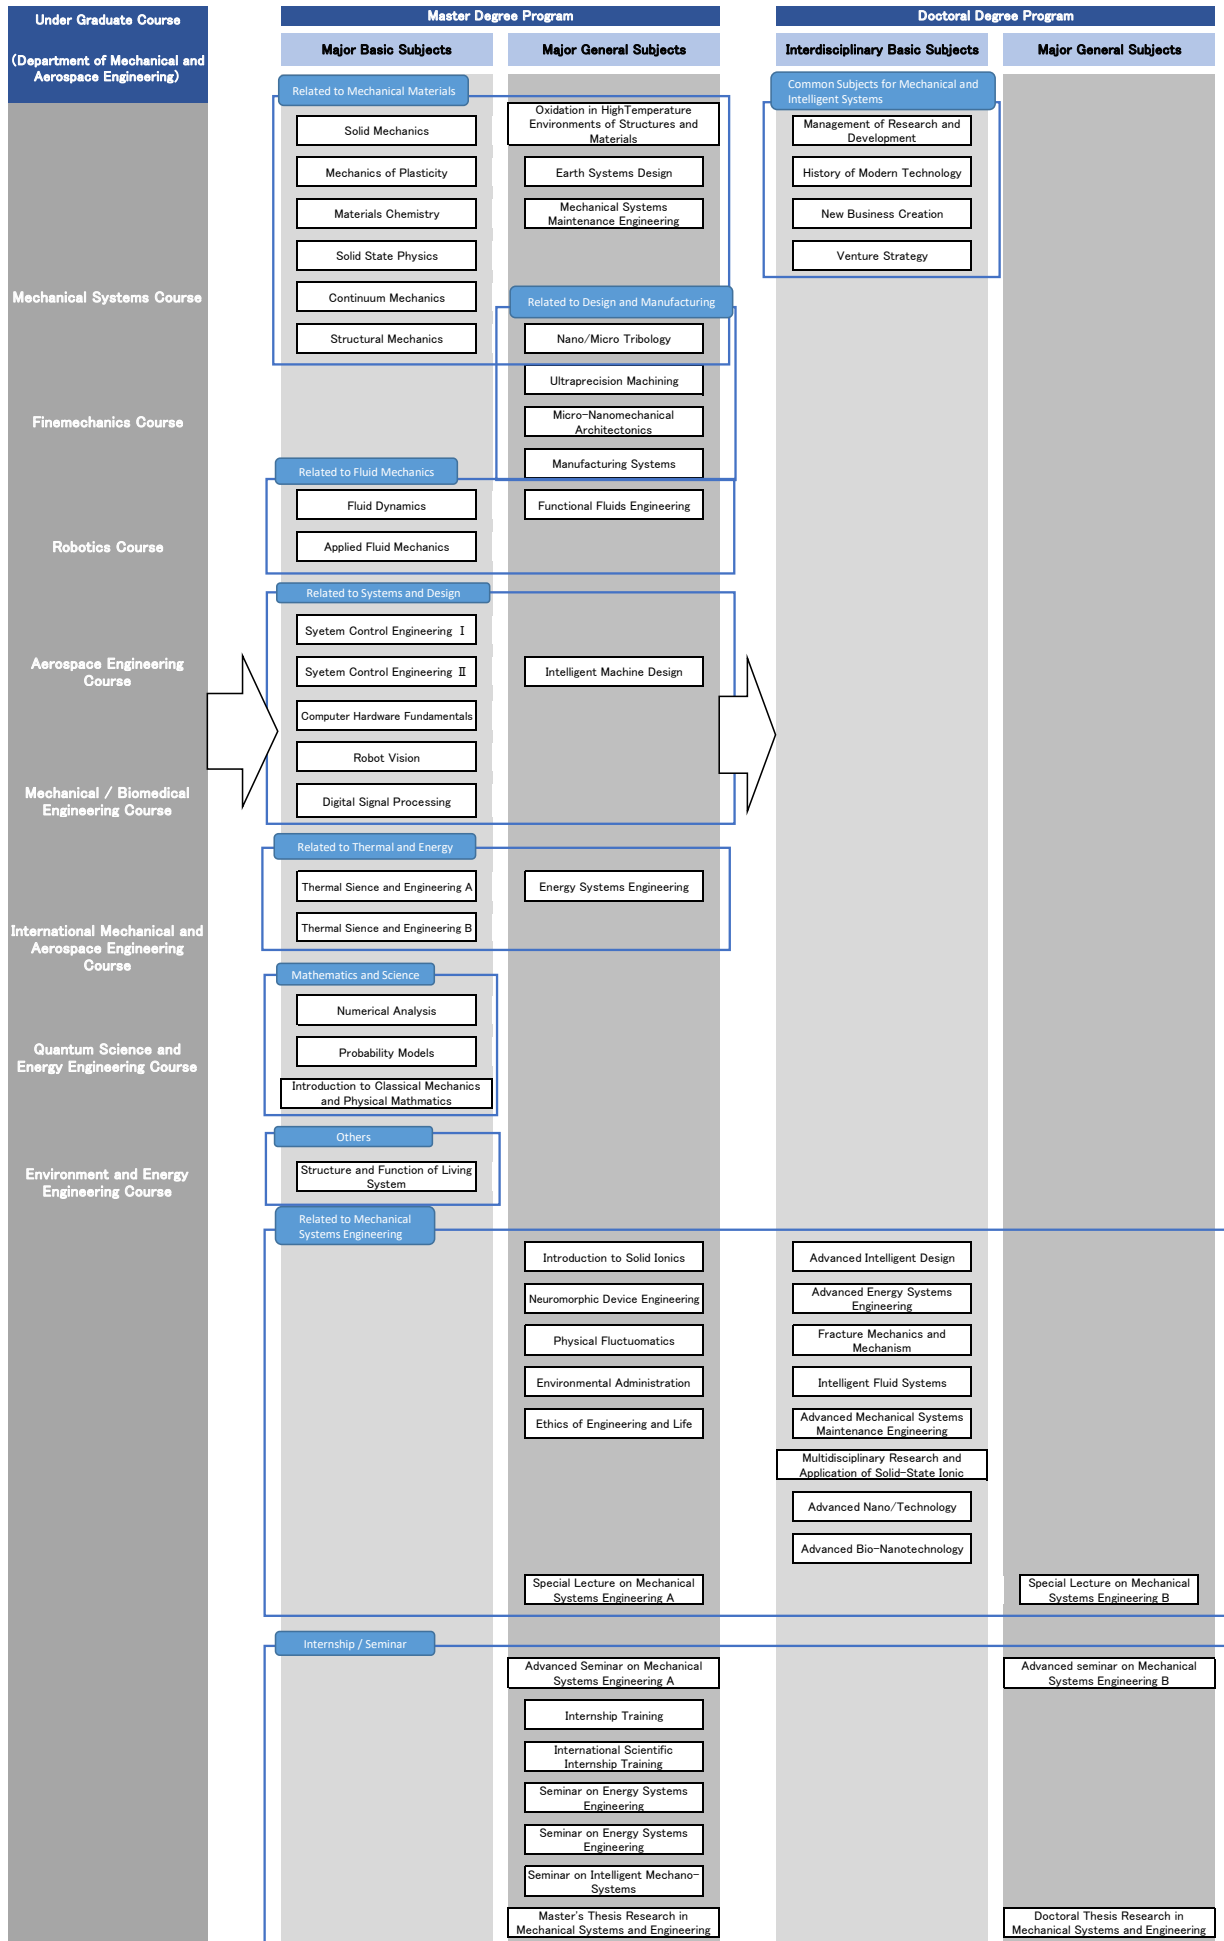 Under Graduate Course
(Department of Mechanical and
Aerospace Engineering)
Mechanical Systems Course
Finemechanics Course
Robotics Course
Aerospace Engineering
Course
Mechanical / Biomedical
Engineering Course
International Mechanical and
Aerospace Engineering
Course
Quantum Science and
Energy Engineering Course
Environment and Energy
Engineering Course
Master Degree Program
Major Basic Subjects
Major General Subjects
Related to Mechanical Materials
Solid Mechanics
Mechanics of Plasticity
Materials Chemistry
Solid State Physics
Continuum Mechanics
Structural Mechanics
Oxidation in HighTemperature
Environments of Structures and
Materials
Earth Systems Design
Mechanical Systems
Maintenance Engineering
Related to Design and Manufacturing
Nano/Micro Tribology
Ultraprecision Machining
Micro-Nanomechanical
Architectonics
Manufacturing Systems
Related to Fluid Mechanics
Fluid Dynamics
Applied Fluid Mechanics
Functional Fluids Engineering
Related to Systems and Design
Syetem Control Engineering Ⅰ
Syetem Control Engineering Ⅱ
Computer Hardware Fundamentals
Robot Vision
Digital Signal Processing
Intelligent Machine Design
Related to Thermal and Energy
Thermal Sience and Engineering A
Thermal Sience and Engineering B
Energy Systems Engineering
Mathematics and Science
Numerical Analysis
Probability Models
Introduction to Classical Mechanics
and Physical Mathmatics
Others
Structure and Function of Living
System
Doctoral Degree Program
Interdisciplinary Basic Subjects
Major General Subjects
Common Subjects for Mechanical and
Intelligent Systems
Management of Research and
Development
History of Modern Technology
New Business Creation
Venture Strategy
Related to Mechanical
Systems Engineering
Introduction to Solid Ionics
Neuromorphic Device Engineering
Physical Fluctuomatics
Environmental Administration
Ethics of Engineering and Life
Special Lecture on Mechanical
Systems Engineering A
Advanced Intelligent Design
Advanced Energy Systems
Engineering
Fracture Mechanics and
Mechanism
Intelligent Fluid Systems
Advanced Mechanical Systems
Maintenance Engineering
Multidisciplinary Research and
Application of Solid-State Ionic
Advanced Nano/Technology
Advanced Bio-Nanotechnology
Special Lecture on Mechanical
Systems Engineering B
Internship / Seminar
Advanced Seminar on Mechanical
Systems Engineering A
Internship Training
International Scientific
Internship Training
Seminar on Energy Systems
Engineering
Seminar on Energy Systems
Engineering
Seminar on Intelligent Mechano-
Systems
Master's Thesis Research in
Mechanical Systems and Engineering
Advanced seminar on Mechanical
Systems Engineering B
Doctoral Thesis Research in
Mechanical Systems and Engineering